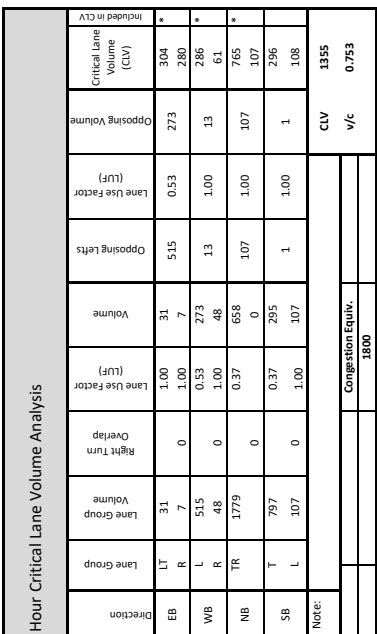 Hour Critical Lane Volume Analysis
Direction
Lane Group
Lane Group
Volume
Right Turn
Overlap
Lane Use Factor
(LUF)
Volume
Opposing Lefts
Lane Use Factor
(LUF)
Opposing Volume
Critical Lane
Volume
(CLV)
Included in CLV
EB LT 31 1.00 31 515 0.53 273 304 *
R 7 0 1.00 7 280
WB L 515 0.53 273 13 1.00 13 286 *
R 48 0 1.00 48 61
NB TR 1779 0.37 658 107 1.00 107 765 *
0 0 107
SB T 797 0.37 295 1 1.00 1 296
L 107 0 1.00 107 108
Note: CLV 1355
Congestion Equiv. v/c 0.753
1800